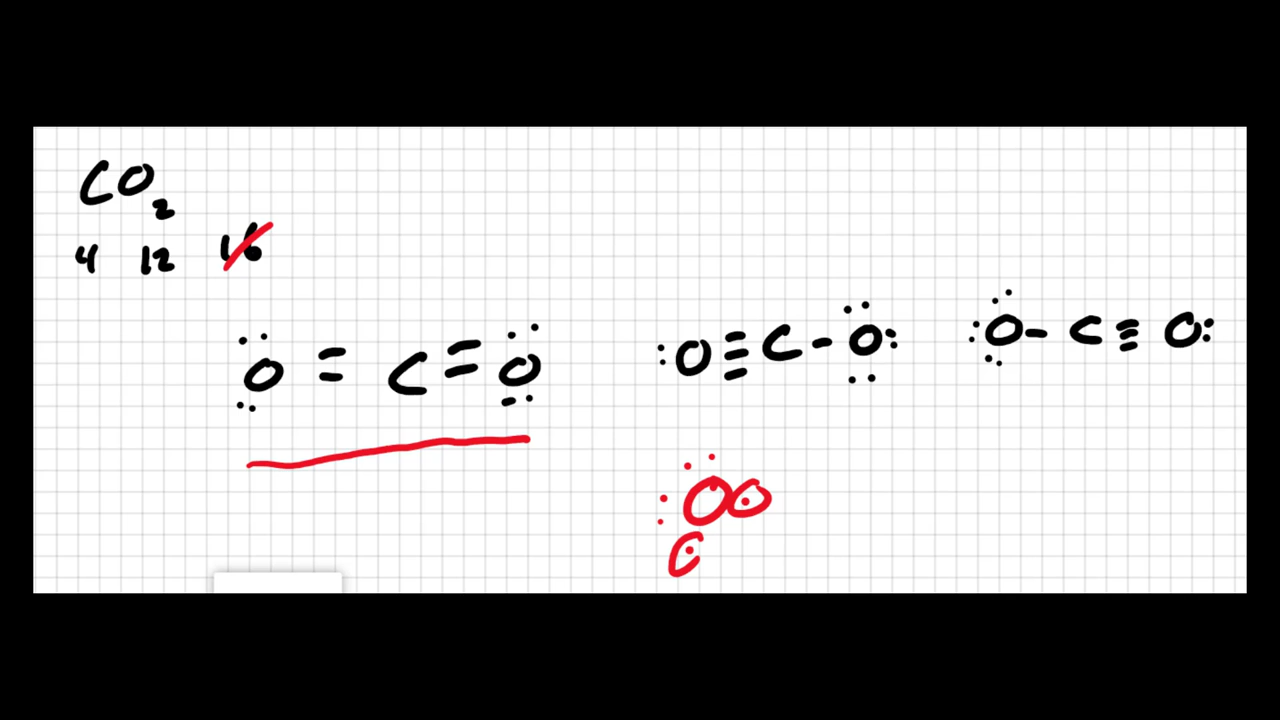 CO₂
4 12 16
O = C = O
:O ≡ C - O:
:O - C ≡ O:
:OO
C